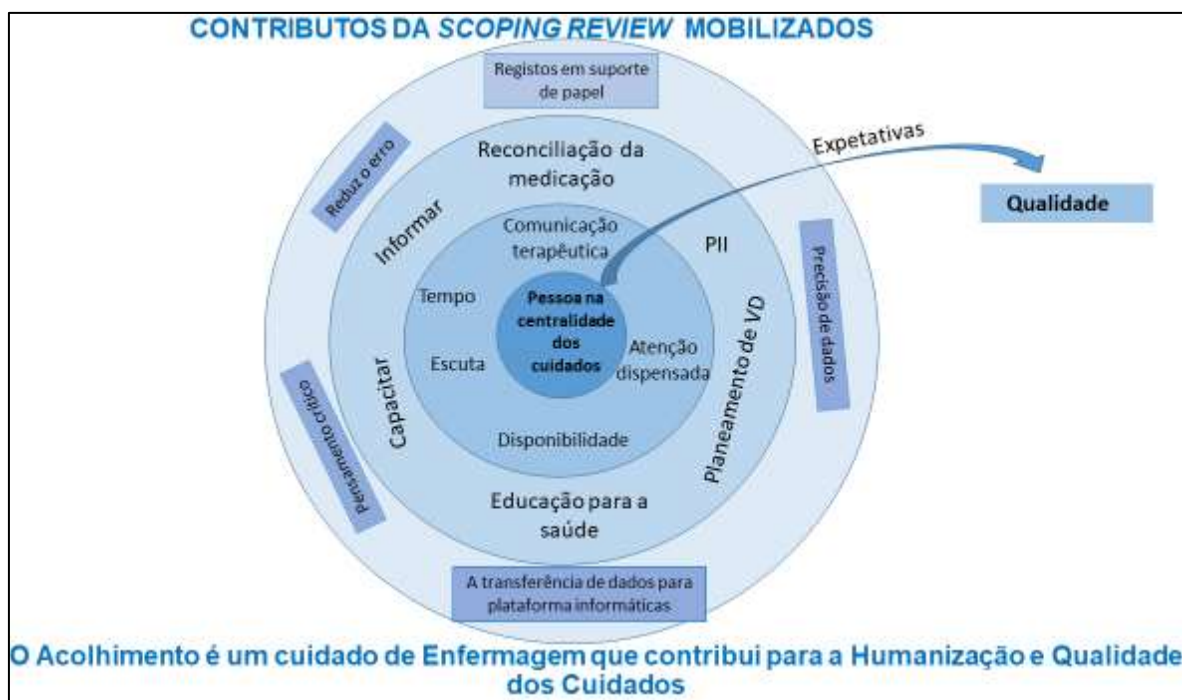 CONTRIBUTOS DA SCOPING REVIEW MOBILIZADOS
Registos em suporte
de papel
Reduz o erro
Expetativas
Qualidade
Reconciliação da
medicação
Informar
PII
Comunicação
terapêutica
Tempo
Pessoa na
centralidade
dos
cuidados
Precisão de dados
Escuta
Atenção
dispensada
Planeamento de VD
Capacitar
Pensamento crítico
Disponibilidade
Educação para a
saúde
A transferência de dados para
plataforma informáticas
O Acolhimento é um cuidado de Enfermagem que contribui para a Humanização e Qualidade
dos Cuidados